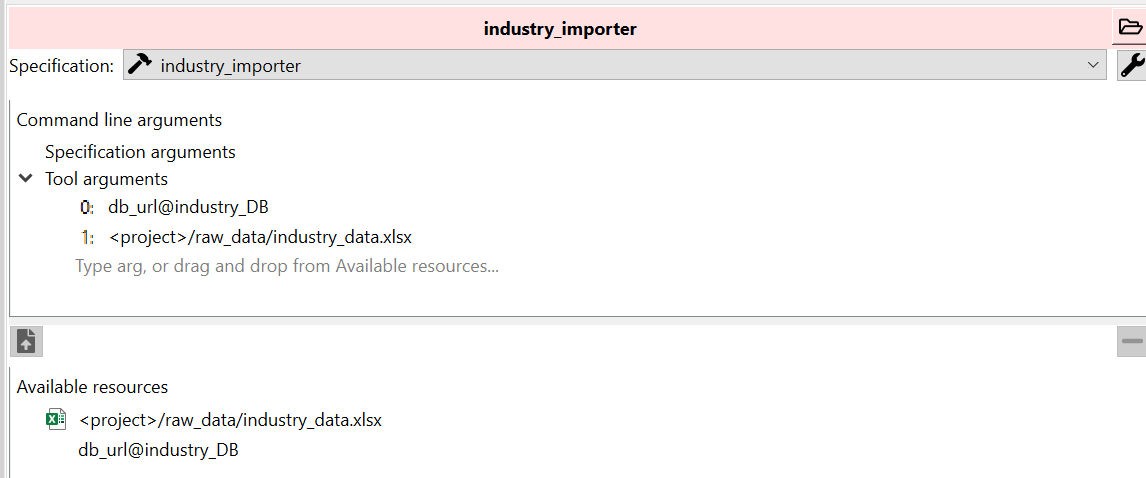 industry_importer
Specification: industry_importer
Command line arguments
Specification arguments
Tool arguments
0: db_url@industry_DB
1: <project>/raw_data/industry_data.xlsx
Type arg, or drag and drop from Available resources...
Available resources
<project>/raw_data/industry_data.xlsx
db_url@industry_DB